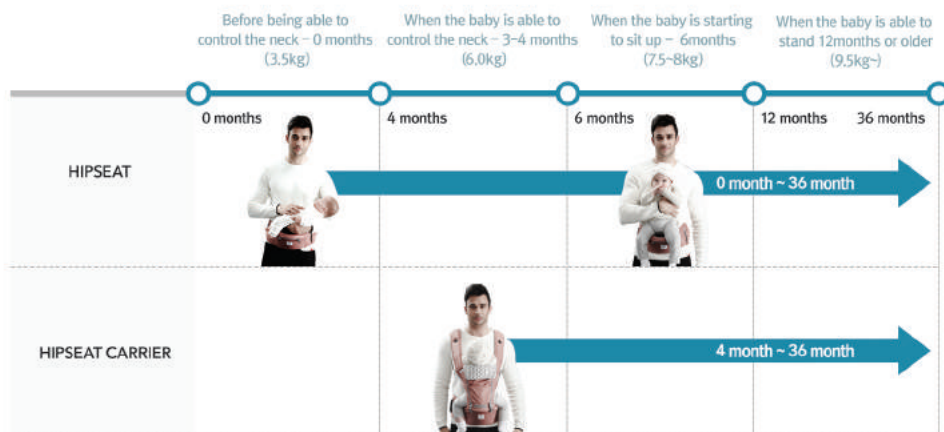 Before being able to
control the neck – 0 months
(3.5kg)
When the baby is able to
control the neck – 3~4 months
(6.0kg)
When the baby is starting
to sit up – 6months
(7.5~8kg)
When the baby is able to
stand 12months or older
(9.5kg~)
0 months
4 months
6 months
12 months
36 months
HIPSEAT
0 month ~ 36 month
HIPSEAT CARRIER
4 month ~ 36 month